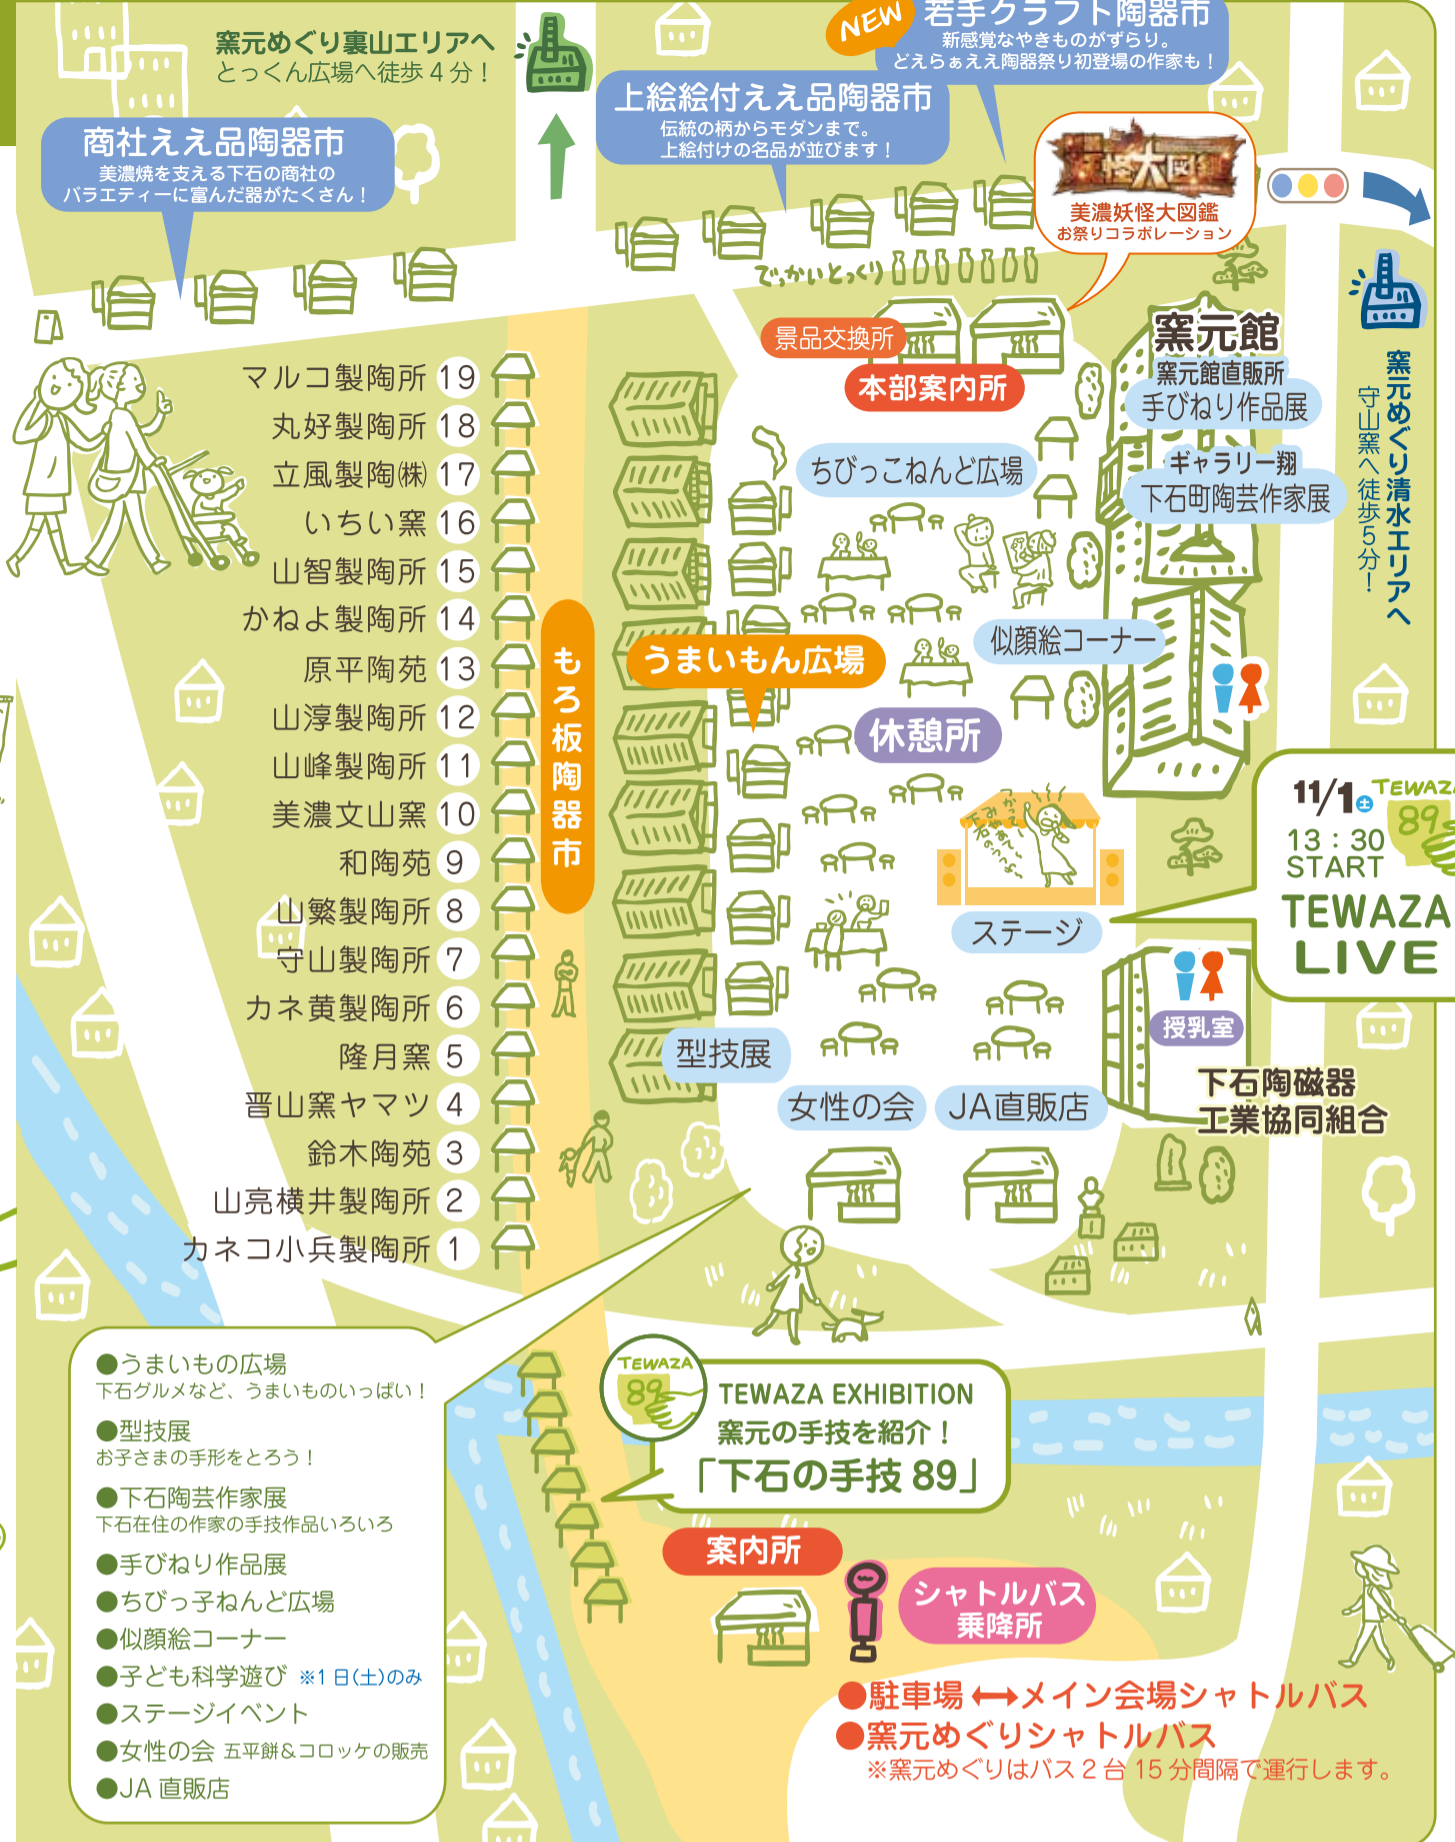 窯元めぐり裏山エリアへ
とっくん広場へ徒歩4分！
NEW
若手クラフト陶器市
新感覚なやきものがずらり。
どえらぁええ陶器祭り初登場の作家も！
上絵絵付ええ品陶器市
伝統の柄からモダンまで。
上絵付けの名品が並びます！
商社ええ品陶器市
美濃焼を支える下石の商社の
バラエティーに富んだ器がたくさん！
妖怪大図鑑
美濃妖怪大図鑑
お祭りコラボレーション
でっかいとっくり
景品交換所
本部案内所
窯元館
窯元館直販所
手びねり作品展
ギャラリー翔
下石町陶芸作家展
窯元めぐり清水エリアへ
守山窯へ徒歩5分！
マルコ製陶所 19
丸好製陶所 18
立風製陶㈱ 17
いちい窯 16
山智製陶所 15
かねよ製陶所 14
原平陶苑 13
山淳製陶所 12
山峰製陶所 11
美濃文山窯 10
和陶苑 9
山繁製陶所 8
守山製陶所 7
カネ黄製陶所 6
隆月窯 5
晋山窯ヤマツ 4
鈴木陶苑 3
山亮横井製陶所 2
カネコ小兵製陶所 1
もろ板陶器市
ちびっこねんど広場
似顔絵コーナー
うまいもん広場
休憩所
ステージ
11/1土
TEWAZA
89
13：30
START
TEWAZA
LIVE
授乳室
下石陶磁器
工業協同組合
型技展
女性の会
JA直販店
●うまいもの広場
下石グルメなど、うまいものいっぱい！
●型技展
お子さまの手形をとろう！
●下石陶芸作家展
下石在住の作家の手技作品いろいろ
●手びねり作品展
●ちびっ子ねんど広場
●似顔絵コーナー
●子ども科学遊び ※1日(土)のみ
●ステージイベント
●女性の会 五平餅＆コロッケの販売
●JA直販店
TEWAZA
89
TEWAZA EXHIBITION
窯元の手技を紹介！
「下石の手技89」
案内所
シャトルバス
乗降所
●駐車場⟷メイン会場シャトルバス
●窯元めぐりシャトルバス
※窯元めぐりはバス2台15分間隔で運行します。